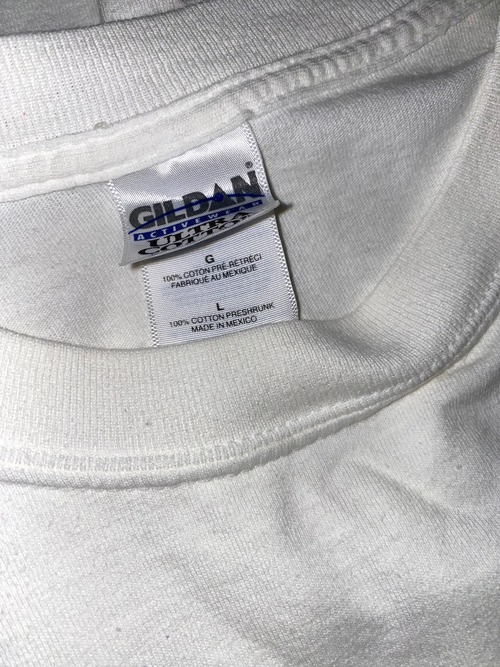 GILDAN®
ACTIVEWEAR
ULTRA
COTTON
G
100% COTON PRÉ-RÉTRÉCI
FABRIQUÉ AU MEXIQUE
L
100% COTTON PRESHRUNK
MADE IN MEXICO